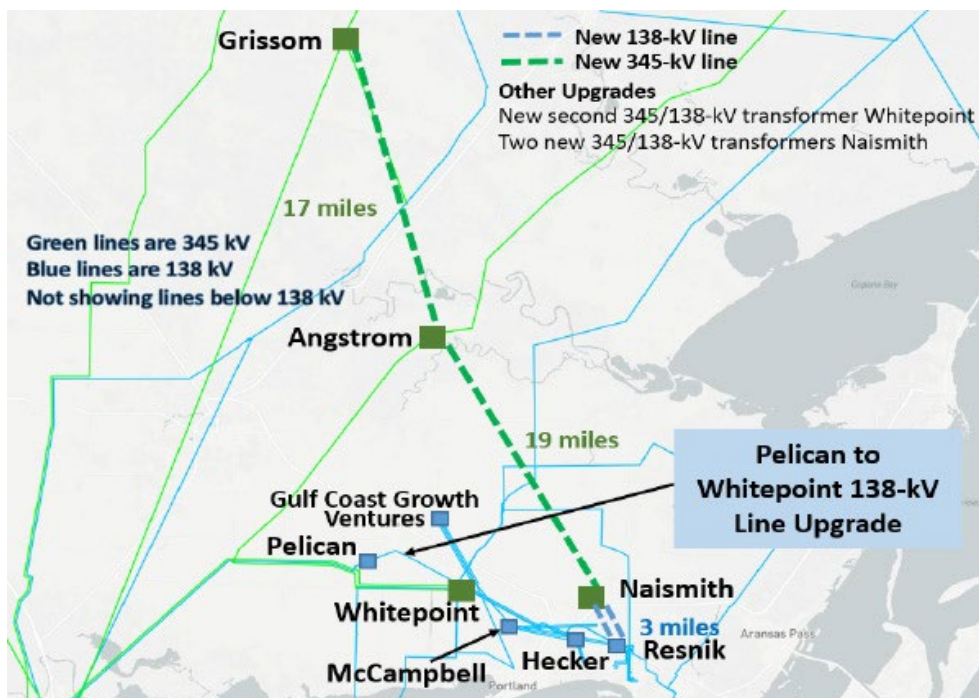 Grissom
New 138-kV line
New 345-kV line
Other Upgrades
New second 345/138-kV transformer Whitepoint
Two new 345/138-kV transformers Naismith
17 miles
Green lines are 345 kV
Blue lines are 138 kV
Not showing lines below 138 kV
Copano Bay
Angstrom
19 miles
Pelican to
Whitepoint 138-kV
Line Upgrade
Gulf Coast Growth
Ventures
Pelican
Naismith
Whitepoint
3 miles
Aransas Pass
McCampbell
Hecker
Resnik
Portland